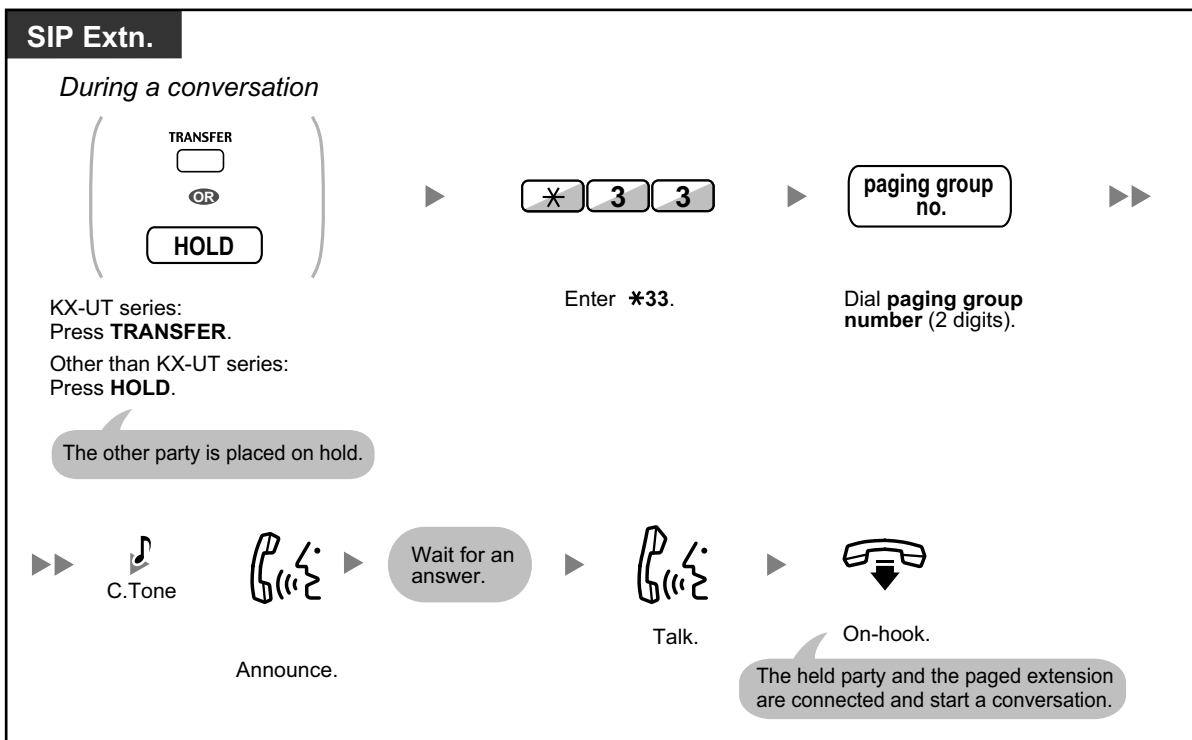 SIP Extn.
During a conversation
TRANSFER
OR
HOLD
KX-UT series:
Press TRANSFER.
Other than KX-UT series:
Press HOLD.
The other party is placed on hold.
* 3 3
Enter *33.
paging group
no.
Dial paging group
number (2 digits).
C.Tone
Announce.
Wait for an
answer.
Talk.
On-hook.
The held party and the paged extension
are connected and start a conversation.